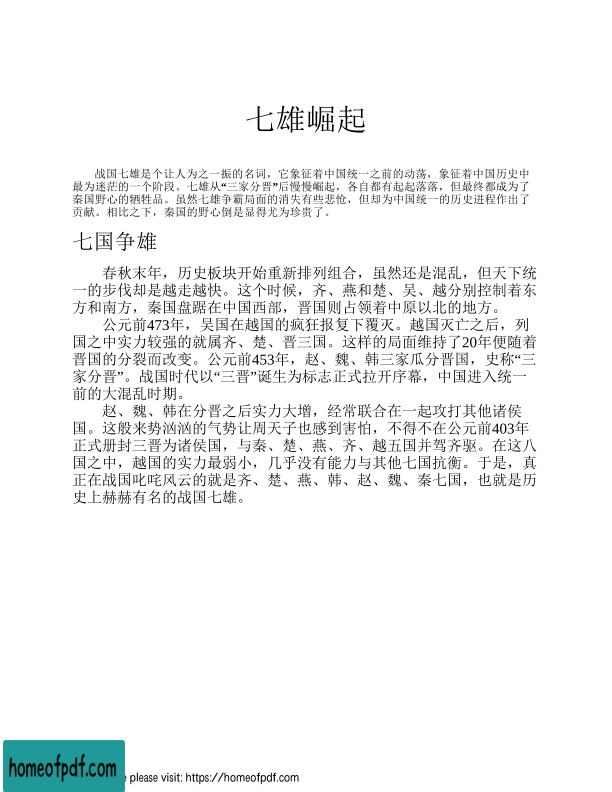 七雄崛起
战国七雄是个让人为之一振的名词，它象征着中国统一之前的动荡，象征着中国历史中
最为迷茫的一个阶段。七雄从“三家分晋”后慢慢崛起，各自都有起起落落，但最终都成为了
秦国野心的牺牲品。虽然七雄争霸局面的消失有些悲怆，但却为中国统一的历史进程作出了
贡献。相比之下，秦国的野心倒是显得尤为珍贵了。
七国争雄
春秋末年，历史板块开始重新排列组合，虽然还是混乱，但天下统
一的步伐却是越走越快。这个时候，齐、燕和楚、吴、越分别控制着东
方和南方，秦国盘踞在中国西部，晋国则占领着中原以北的地方。
公元前473年，吴国在越国的疯狂报复下覆灭。越国灭亡之后，列
国之中实力较强的就属齐、楚、晋三国。这样的局面维持了20年便随着
晋国的分裂而改变。公元前453年，赵、魏、韩三家瓜分晋国，史称“三
家分晋”。战国时代以“三晋”诞生为标志正式拉开序幕，中国进入统一
前的大混乱时期。
赵、魏、韩在分晋之后实力大增，经常联合在一起攻打其他诸侯
国。这般来势汹汹的气势让周天子也感到害怕，不得不在公元前403年
正式册封三晋为诸侯国，与秦、楚、燕、齐、越五国并驾齐驱。在这八
国之中，越国的实力最弱小，几乎没有能力与其他七国抗衡。于是，真
正在战国叱咤风云的就是齐、楚、燕、韩、赵、魏、秦七国，也就是历
史上赫赫有名的战国七雄。
homeofpdf.com
please visit: https://homeofpdf.com